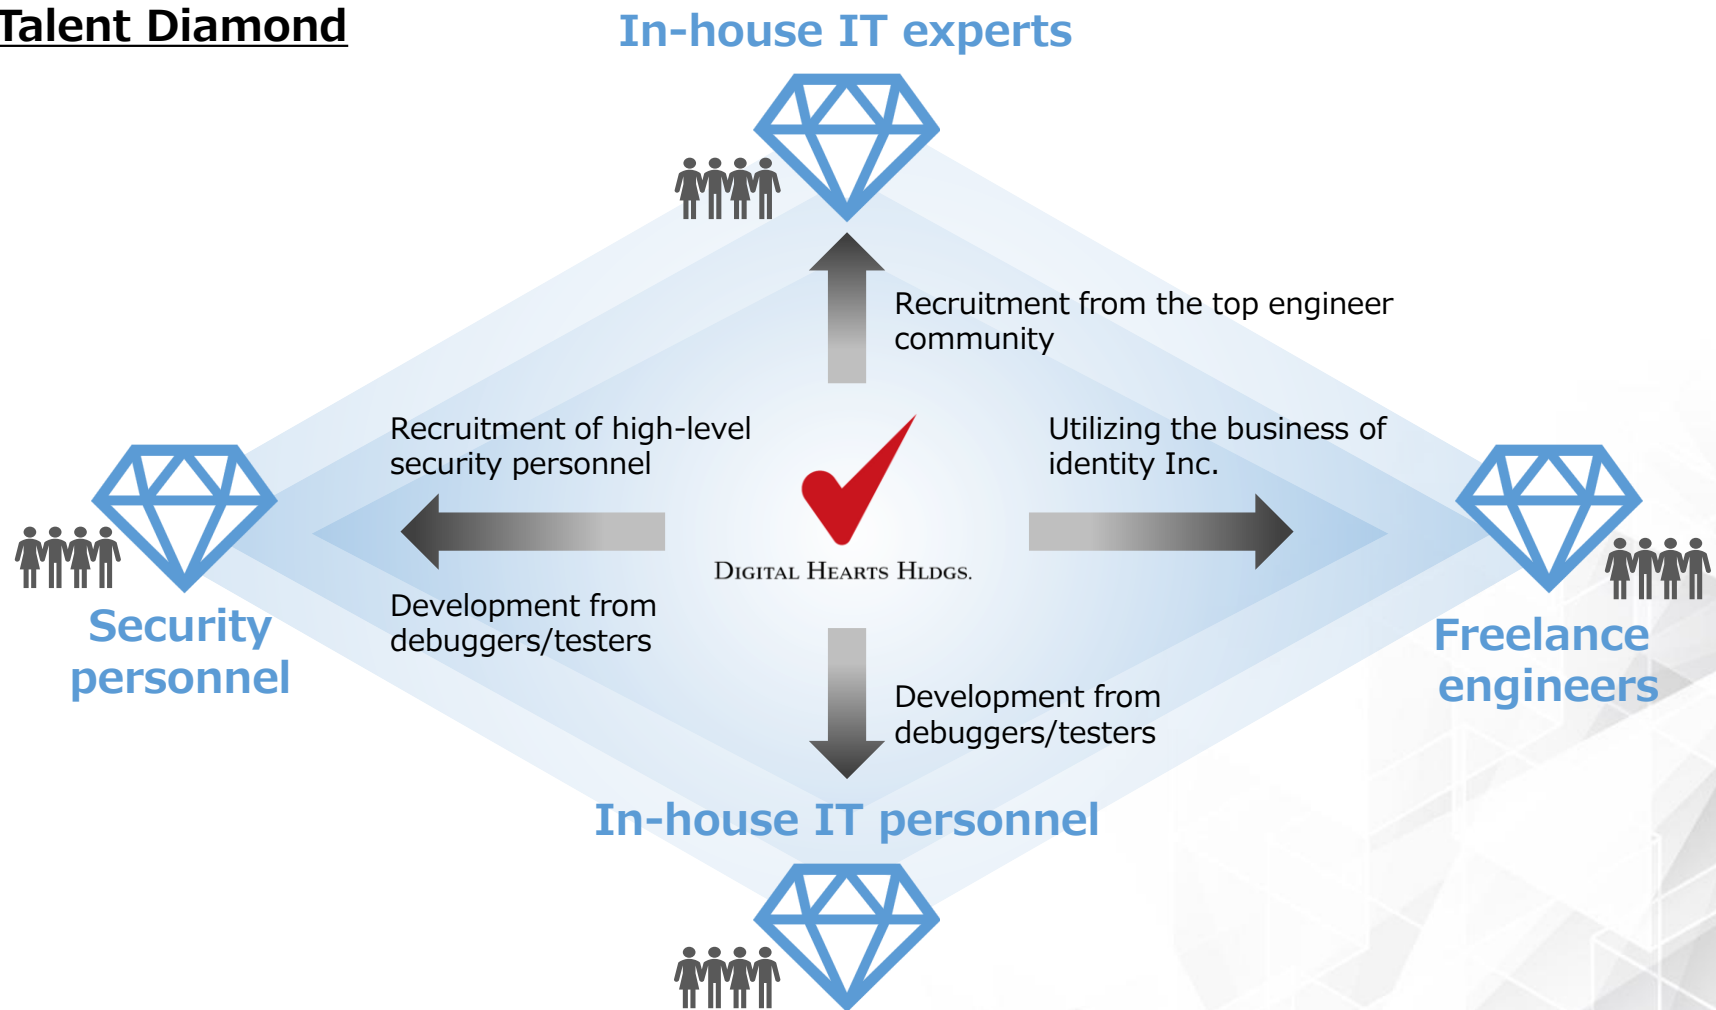 Talent Diamond
In-house IT experts
Recruitment from the top engineer
community
Recruitment of high-level
security personnel
Utilizing the business of
identity Inc.
DIGITAL HEARTS HLDGS.
Development from
debuggers/testers
Security
personnel
Freelance
engineers
Development from
debuggers/testers
In-house IT personnel